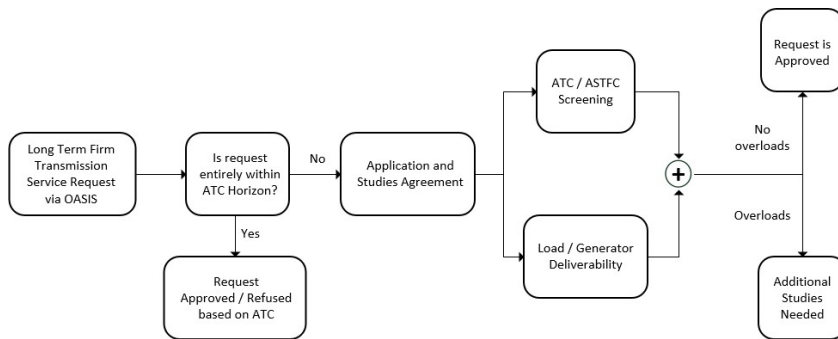 Long Term Firm
Transmission
Service Request
via OASIS
Is request
entirely within
ATC Horizon?
No
Yes
Request
Approved / Refused
based on ATC
Application and
Studies Agreement
ATC / ASTFC
Screening
Load / Generator
Deliverability
+
No
overloads
Overloads
Request is
Approved
Additional
Studies
Needed